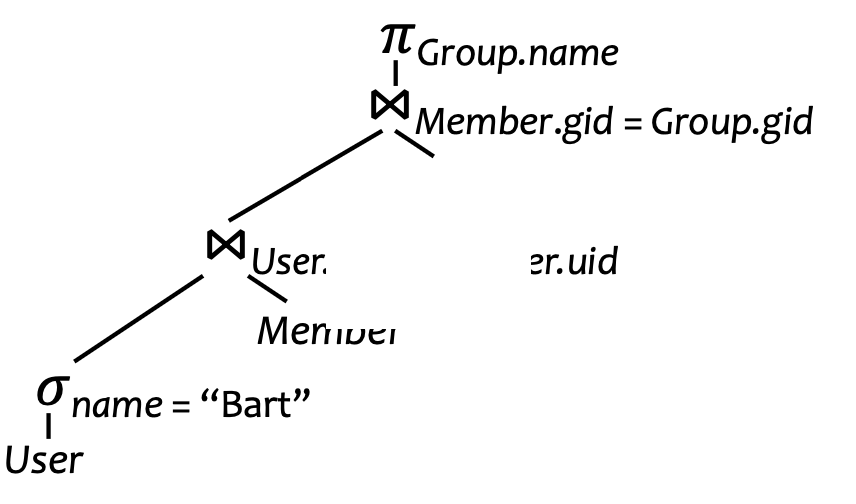 π Group.name
⋈ Member.gid = Group.gid
⋈ User. er.uid
Member
σ name = “Bart”
User